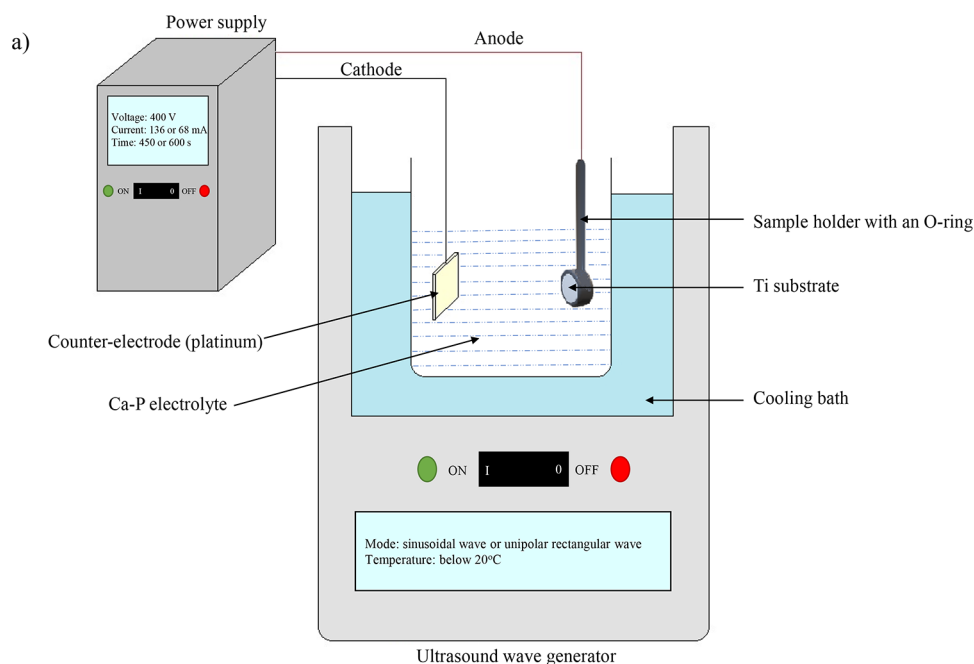 a)
Power supply
Anode
Cathode
Voltage: 400 V
Current: 136 or 68 mA
Time: 450 or 600 s
ON I 0 OFF
Sample holder with an O-ring
Ti substrate
Counter-electrode (platinum)
Ca-P electrolyte
Cooling bath
ON I 0 OFF
Mode: sinusoidal wave or unipolar rectangular wave
Temperature: below 20°C
Ultrasound wave generator